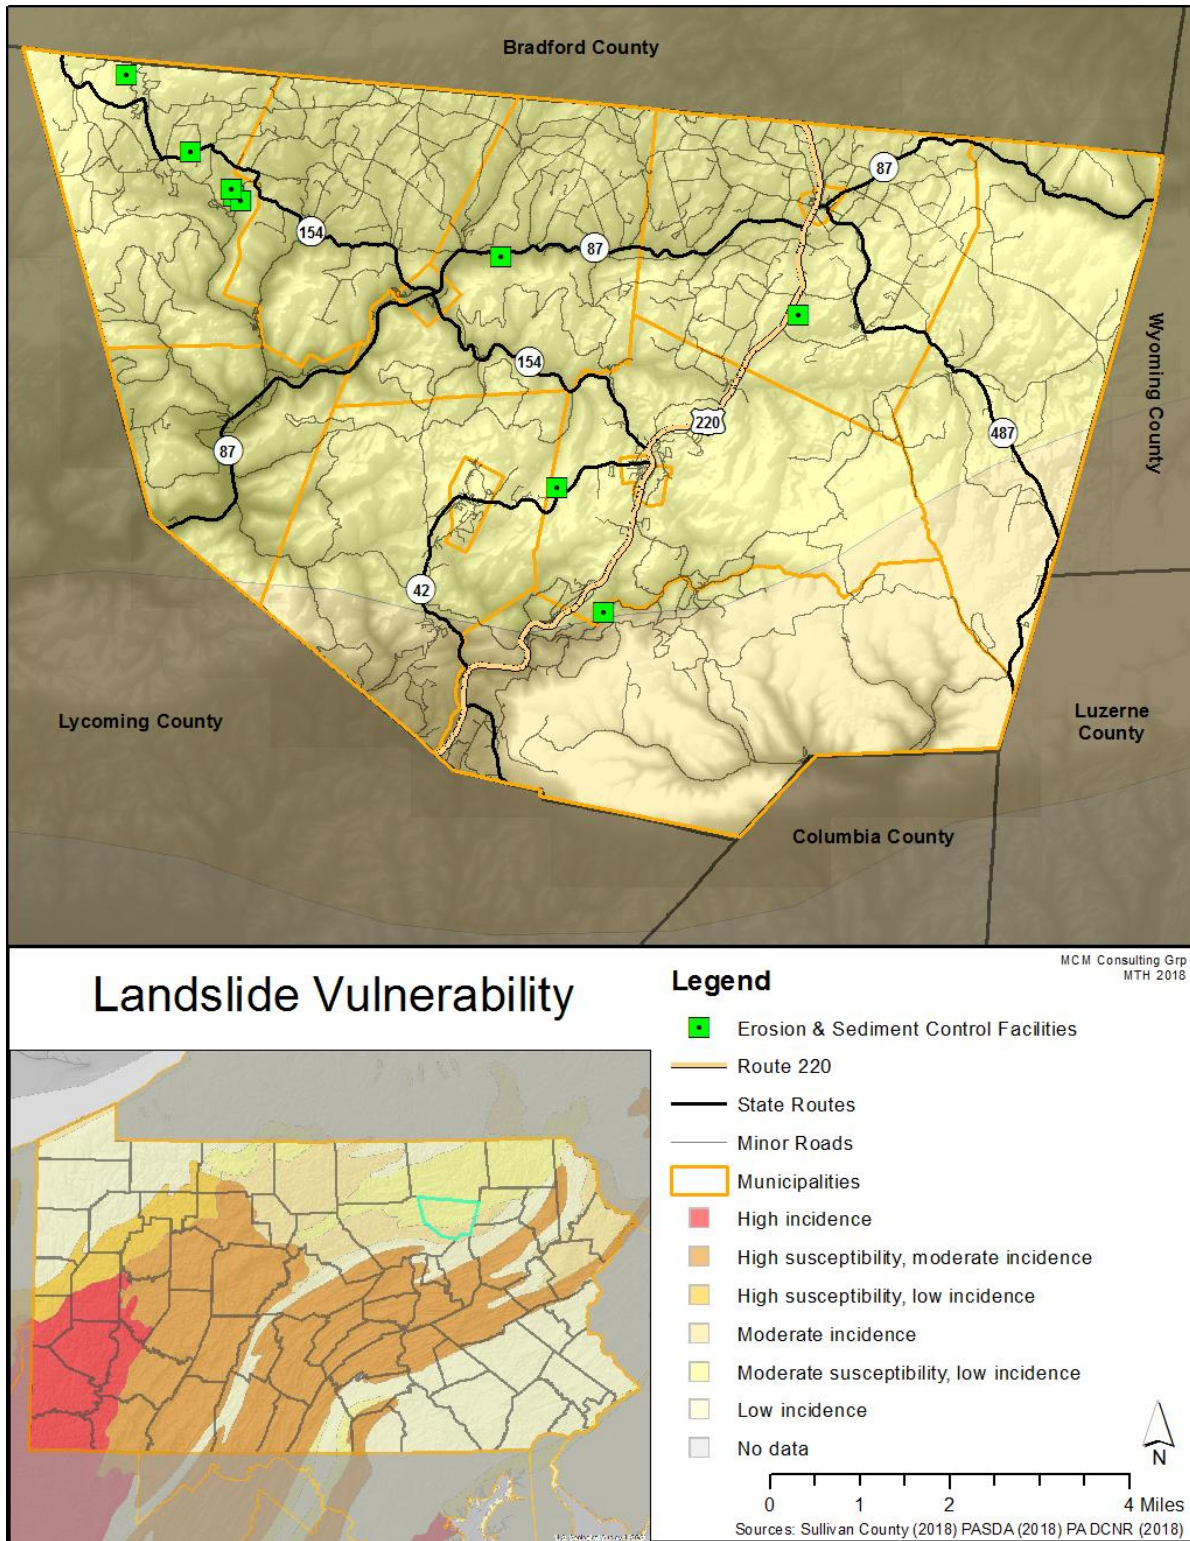 Bradford County
87
154
87
Wyoming County
154
220
487
87
42
Lycoming County
Luzerne
County
Columbia County
MCM Consulting Grp
MTH 2018
Landslide Vulnerability
Legend
Erosion & Sediment Control Facilities
Route 220
State Routes
Minor Roads
Municipalities
High incidence
High susceptibility, moderate incidence
High susceptibility, low incidence
Moderate incidence
Moderate susceptibility, low incidence
Low incidence
No data
N
0 1 2 4 Miles
Sources: Sullivan County (2018) PASDA (2018) PA DCNR (2018)